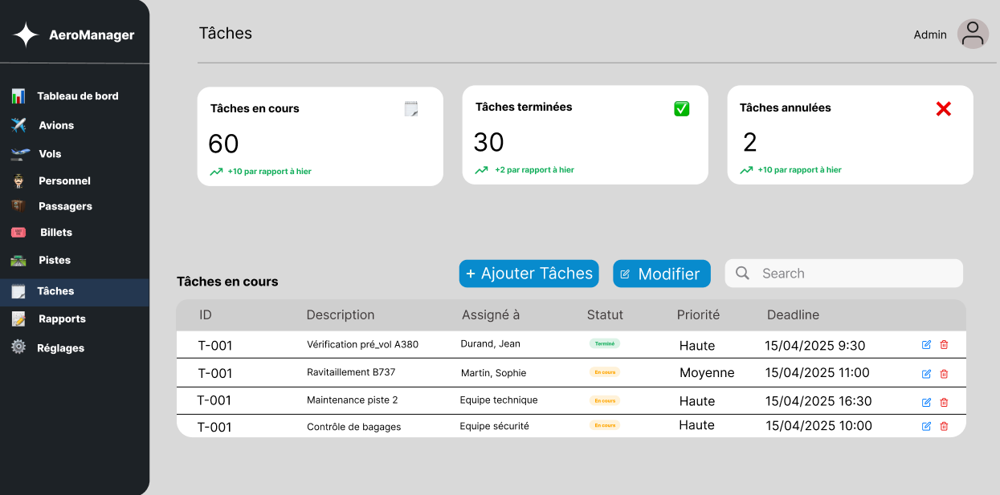 AeroManager
Tableau de bord
Avions
Vols
Personnel
Passagers
Billets
Pistes
Tâches
Rapports
Réglages
Tâches
Admin
Tâches en cours
60
+10 par rapport à hier
Tâches terminées
30
+2 par rapport à hier
Tâches annulées
2
+10 par rapport à hier
Tâches en cours
+ Ajouter Tâches
Modifier
Search
ID Description Assigné à Statut Priorité Deadline
T-001 Vérification pré_vol A380 Durand, Jean Terminé Haute 15/04/2025 9:30
T-001 Ravitaillement B737 Martin, Sophie En cours Moyenne 15/04/2025 11:00
T-001 Maintenance piste 2 Equipe technique En cours Haute 15/04/2025 16:30
T-001 Contrôle de bagages Equipe sécurité En cours Haute 15/04/2025 10:00